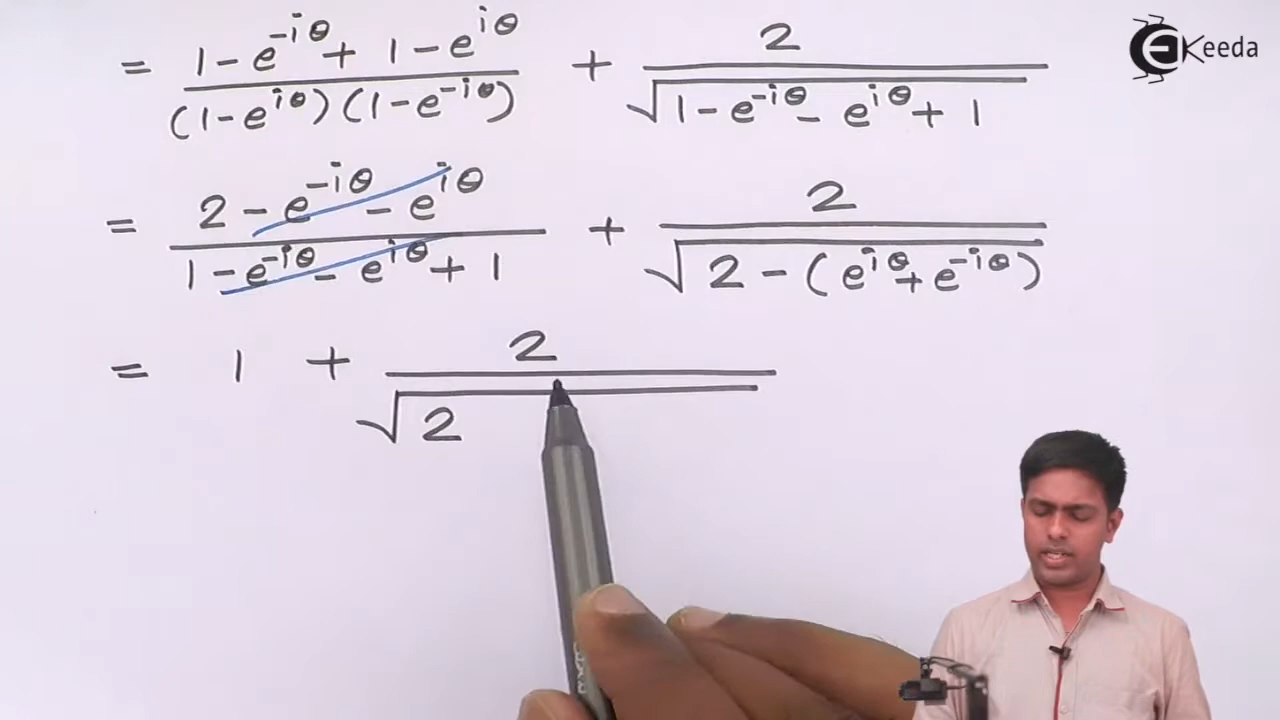 = 1-e^-iθ + 1-e^iθ / (1-e^iθ)(1-e^-iθ) + 2 / √1-e^-iθ - e^iθ + 1
EKeeda
= 2-e^-iθ - e^iθ / 1-e^-iθ - e^iθ + 1 + 2 / √2-(e^iθ + e^-iθ)
= 1 + 2 / √2